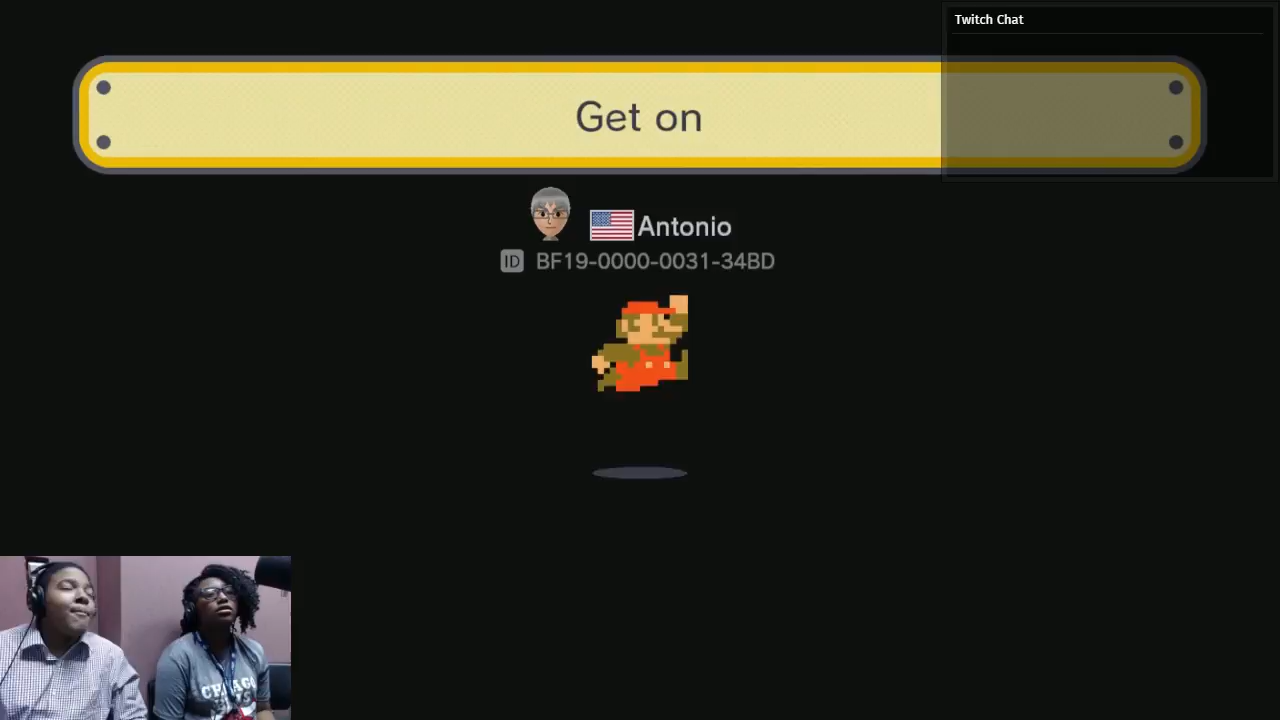 Twitch Chat
Get on
Antonio
ID BF19-0000-0031-34BD